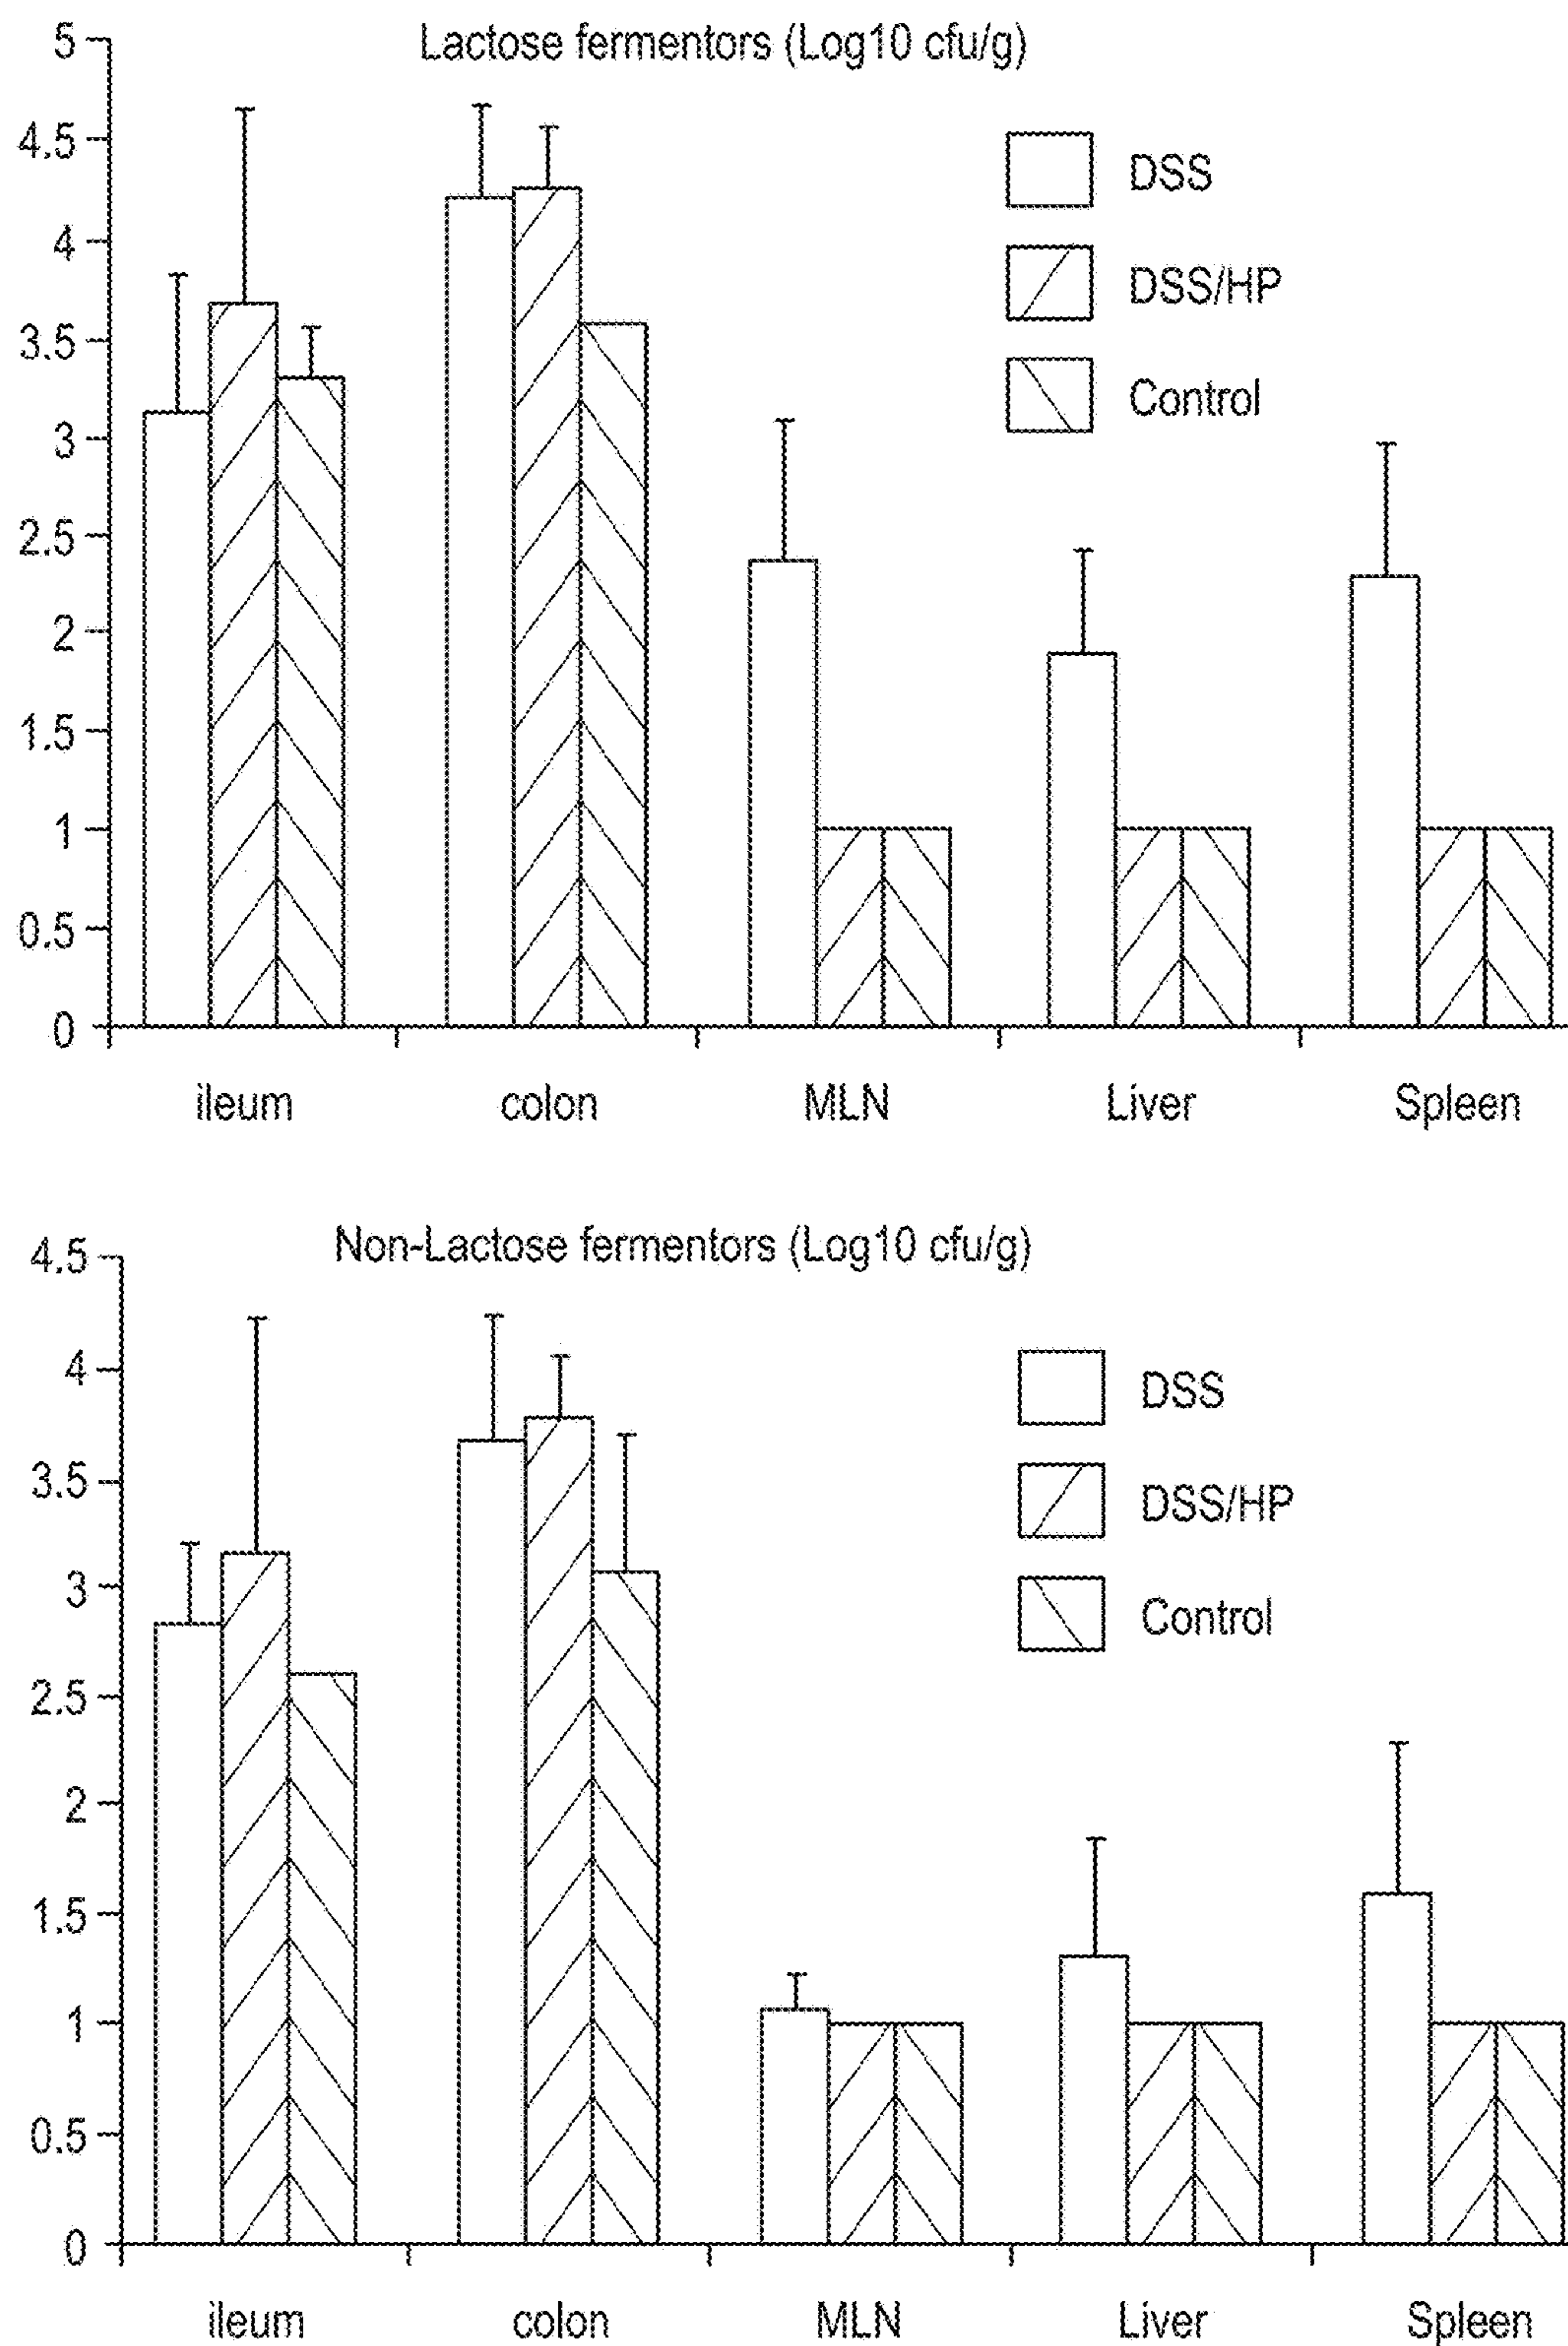 Lactose fermentors (Log10 cfu/g)
5
4.5
4
3.5
3
2.5
2
1.5
1
0.5
0
DSS
DSS/HP
Control
ileum colon MLN Liver Spleen
Non-Lactose fermentors (Log10 cfu/g)
4.5
4
3.5
3
2.5
2
1.5
1
0.5
0
DSS
DSS/HP
Control
ileum colon MLN Liver Spleen